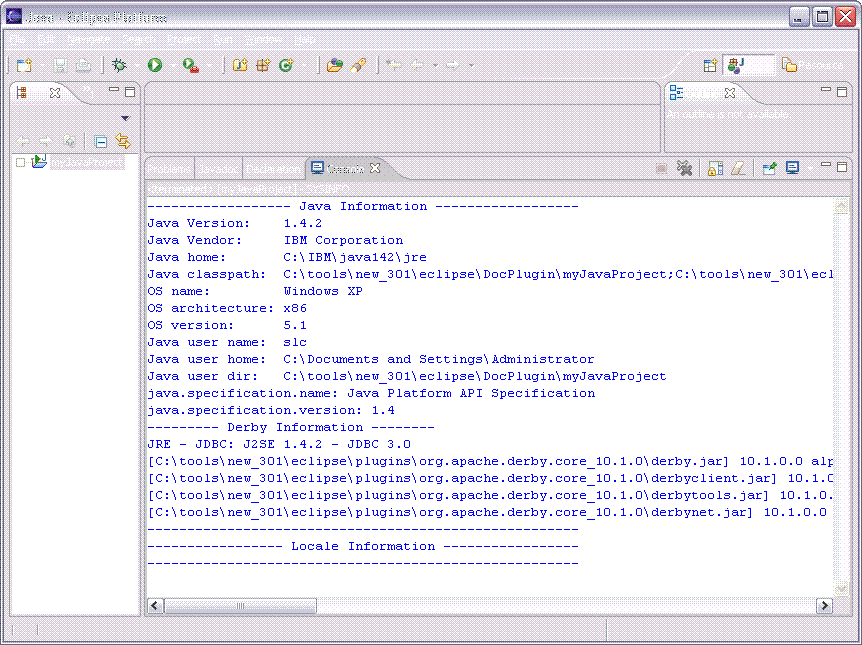 Java - Eclipse Platform
File Edit Navigate Search Project Run Window Help
Resource
An outline is not available.
myJavaProject
Problems Javadoc Declaration Console
<terminated> [myJavaProject] - SYSINFO
------------------ Java Information ------------------
Java Version:    1.4.2
Java Vendor:     IBM Corporation
Java home:       C:\IBM\java142\jre
Java classpath:  C:\tools\new_301\eclipse\DocPlugin\myJavaProject;C:\tools\new_301\ecl
OS name:         Windows XP
OS architecture: x86
OS version:      5.1
Java user name:  slc
Java user home:  C:\Documents and Settings\Administrator
Java user dir:   C:\tools\new_301\eclipse\DocPlugin\myJavaProject
java.specification.name: Java Platform API Specification
java.specification.version: 1.4
--------- Derby Information --------
JRE - JDBC: J2SE 1.4.2 - JDBC 3.0
[C:\tools\new_301\eclipse\plugins\org.apache.derby.core_10.1.0\derby.jar] 10.1.0.0 alp
[C:\tools\new_301\eclipse\plugins\org.apache.derby.core_10.1.0\derbyclient.jar] 10.1.0
[C:\tools\new_301\eclipse\plugins\org.apache.derby.core_10.1.0\derbytools.jar] 10.1.0.
[C:\tools\new_301\eclipse\plugins\org.apache.derby.core_10.1.0\derbynet.jar] 10.1.0.0
------------------------------------------------------
----------------- Locale Information -----------------
------------------------------------------------------